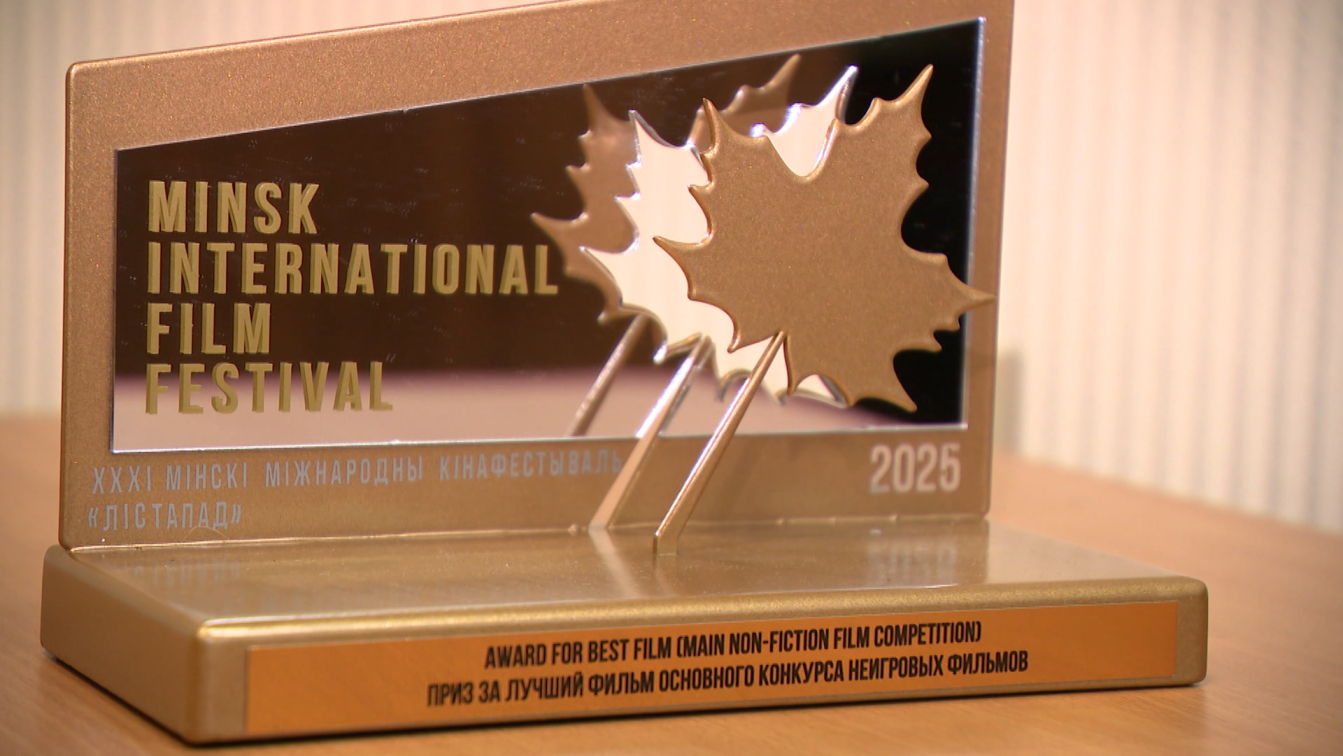 MINSK
INTERNATIONAL
FILM
FESTIVAL
XXXI МІНСКІ МІЖНАРОДНЫ КІНАФЕСТЫВАЛЬ
«ЛІСТАПАД»
2025
AWARD FOR BEST FILM (MAIN NON-FICTION FILM COMPETITION)
ПРИЗ ЗА ЛУЧШИЙ ФИЛЬМ ОСНОВНОГО КОНКУРСА НЕИГРОВЫХ ФИЛЬМОВ